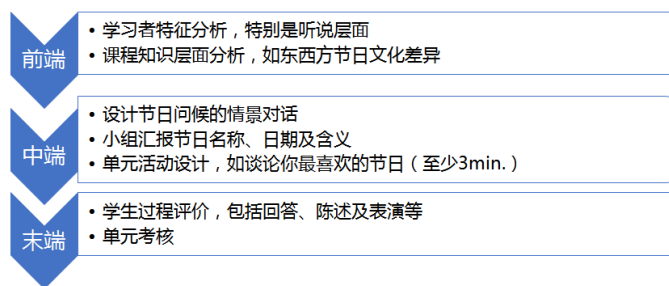 前端
• 学习者特征分析，特别是听说层面
• 课程知识层面分析，如东西方节日文化差异
中端
• 设计节日问候的情景对话
• 小组汇报节日名称、日期及含义
• 单元活动设计，如谈论你最喜欢的节日（至少3min.）
末端
• 学生过程评价，包括回答、陈述及表演等
• 单元考核